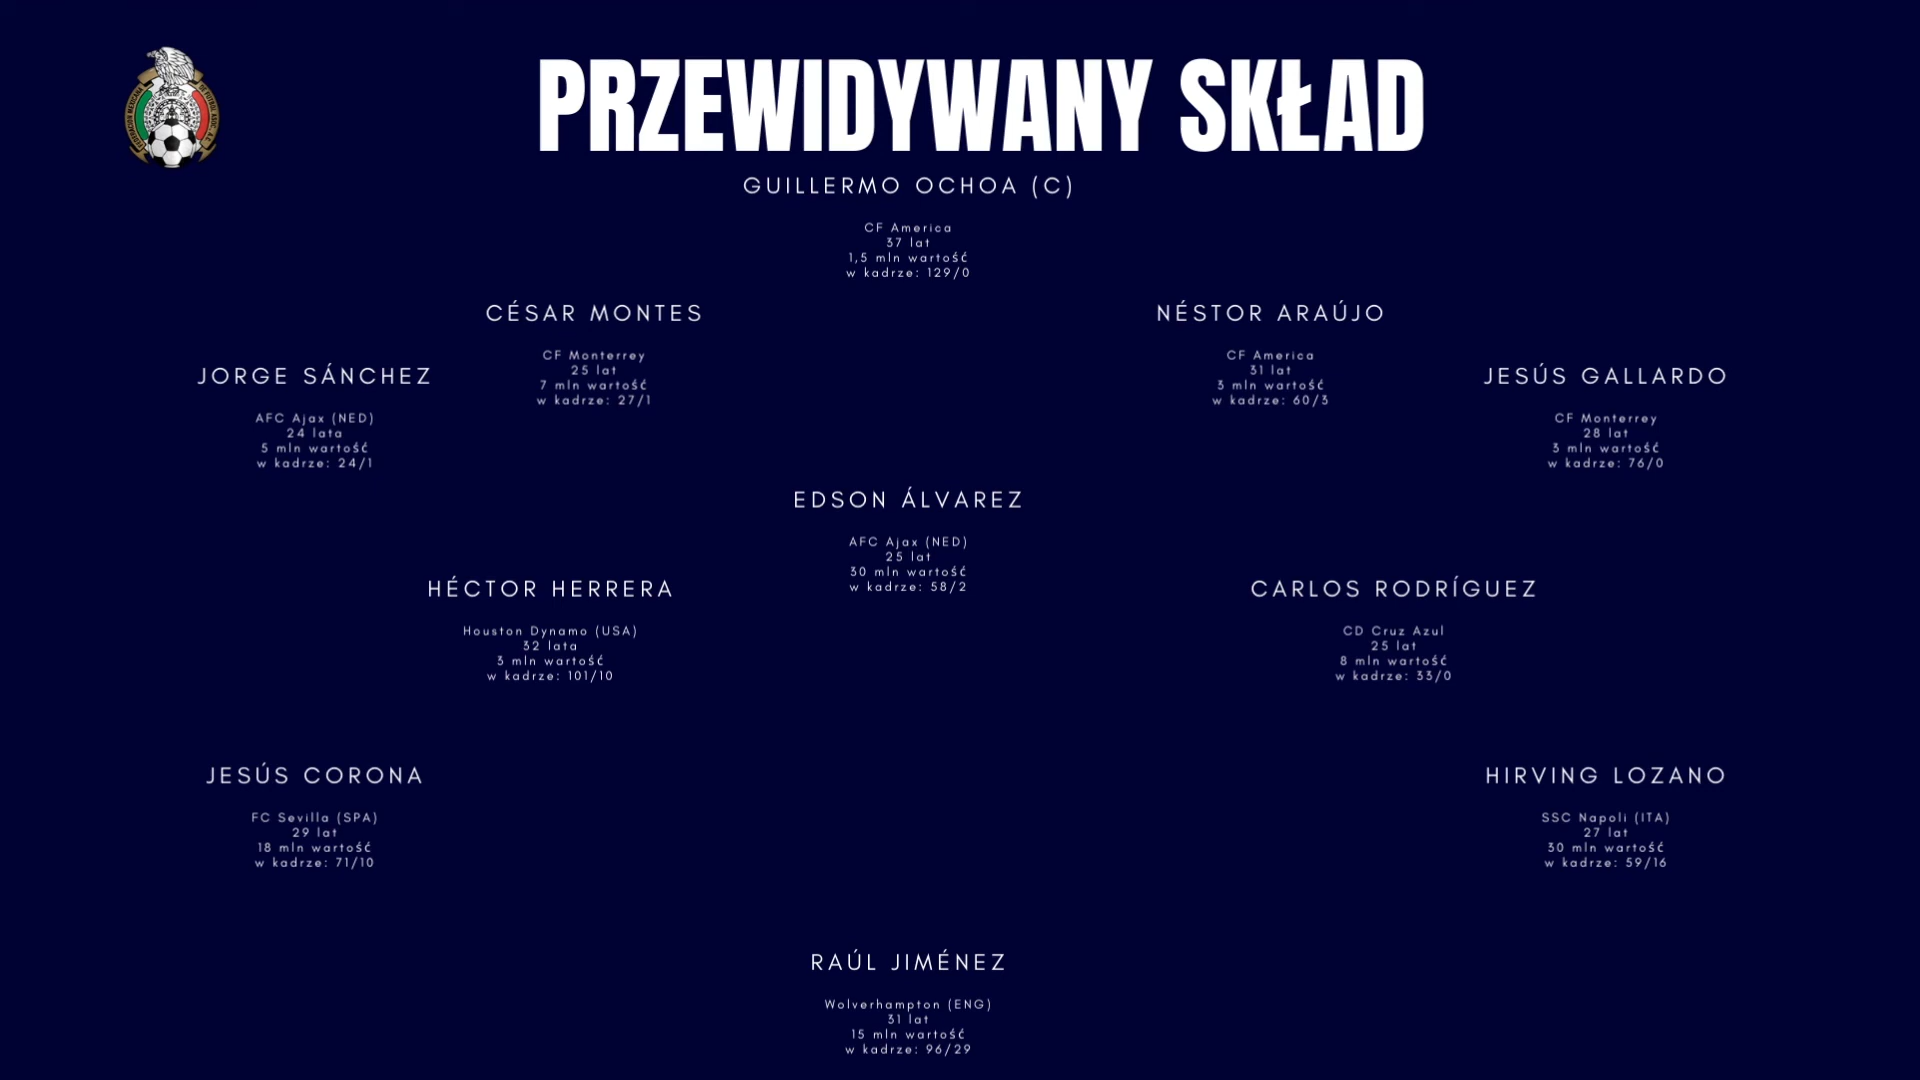 PRZEWIDYWANY SKŁAD
GUILLERMO OCHOA (C)
CF America
37 lat
1,5 mln wartość
w kadrze: 129/0
CÉSAR MONTES
CF Monterrey
25 lat
7 mln wartość
w kadrze: 27/1
NÉSTOR ARAÚJO
CF America
31 lat
3 mln wartość
w kadrze: 60/3
JORGE SÁNCHEZ
AFC Ajax (NED)
24 lata
5 mln wartość
w kadrze: 24/1
JESÚS GALLARDO
CF Monterrey
28 lat
3 mln wartość
w kadrze: 76/0
EDSON ÁLVAREZ
AFC Ajax (NED)
25 lat
30 mln wartość
w kadrze: 58/2
HÉCTOR HERRERA
Houston Dynamo (USA)
32 lata
3 mln wartość
w kadrze: 101/10
CARLOS RODRÍGUEZ
CD Cruz Azul
25 lat
8 mln wartość
w kadrze: 33/0
JESÚS CORONA
FC Sevilla (SPA)
29 lat
18 mln wartość
w kadrze: 71/10
HIRVING LOZANO
SSC Napoli (ITA)
27 lat
30 mln wartość
w kadrze: 59/16
RAÚL JIMÉNEZ
Wolverhampton (ENG)
31 lat
15 mln wartość
w kadrze: 96/29